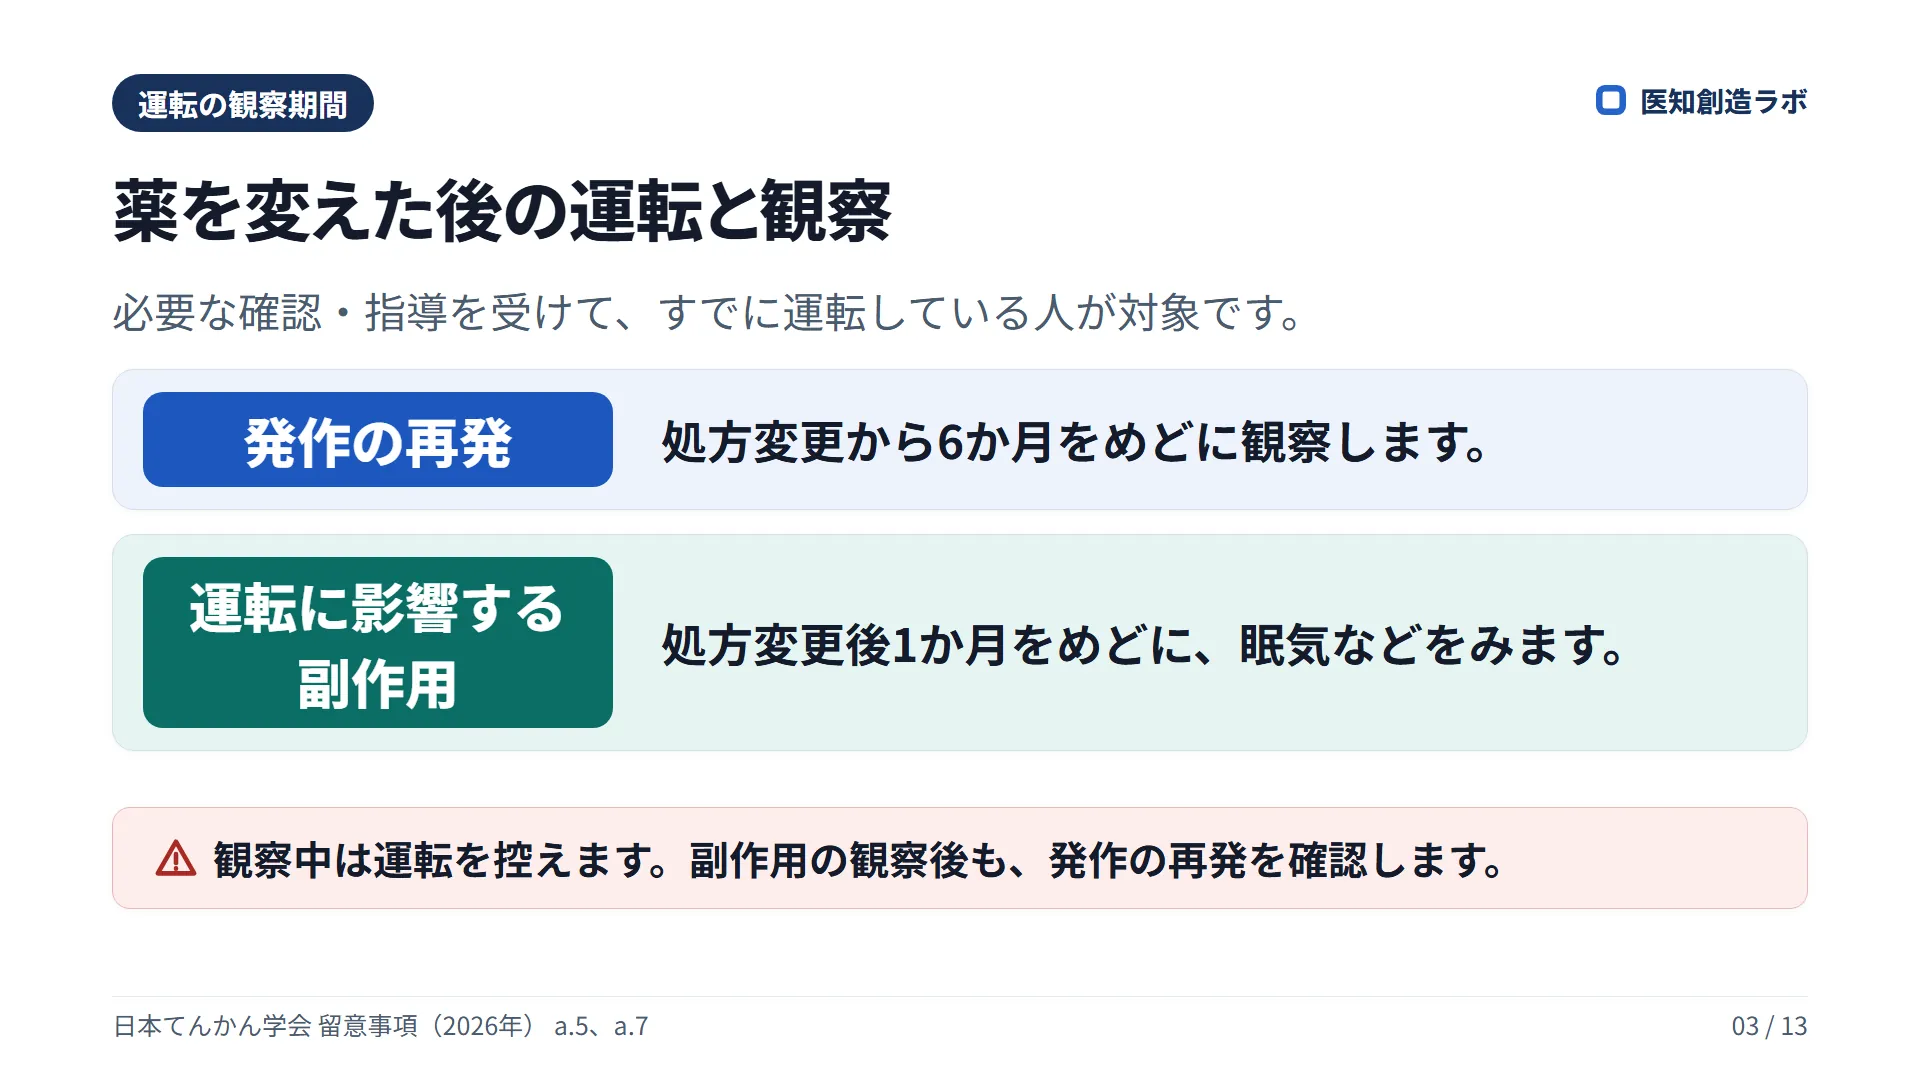 運転の観察期間
医知創造ラボ
薬を変えた後の運転と観察
必要な確認・指導を受けて、すでに運転している人が対象です。
発作の再発
処方変更から6か月をめどに観察します。
運転に影響する
副作用
処方変更後1か月をめどに、眠気などをみます。
観察中は運転を控えます。副作用の観察後も、発作の再発を確認します。
日本てんかん学会 留意事項（2026年） a.5、a.7
03 / 13